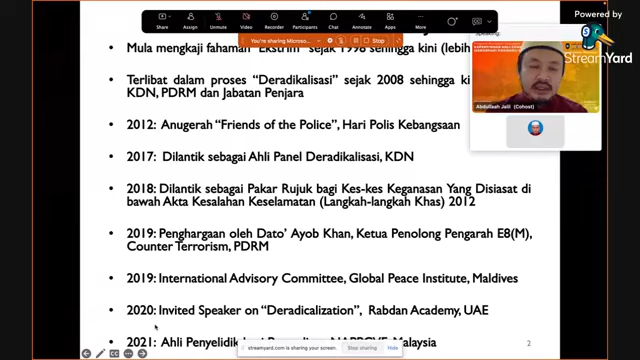 Powered by
StreamYard
Share Screen
Assign
Unmute
Video
Recorder
Participants
Chat
More
You're sharing Microso...
Stop
Mula mengkaji fahaman "Ekstrim" sejak 1998 sehingga kini (lebih
Terlibat dalam proses "Deradikalisasi" sejak 2008 sehingga ki
KDN, PDRM dan Jabatan Penjara
2012: Anugerah "Friends of the Police", Hari Polis Kebangsaan
2017: Dilantik sebagai Ahli Panel Deradikalisasi, KDN
2018: Dilantik sebagai Pakar Rujuk bagi Kes-kes Keganasan Yang Disiasat di
bawah Akta Kesalahan Keselamatan (Langkah-langkah Khas) 2012
2019: Penghargaan oleh Dato' Ayob Khan, Ketua Penolong Pengarah E8(M),
Counter Terrorism, PDRM
2019: International Advisory Committee, Global Peace Institute, Maldives
2020: Invited Speaker on "Deradicalization", Rabdan Academy, UAE
2021: Ahli Penyelidik
Malaysia
Abdullaah Jalil (Cohost)
streamyard.com is sharing your screen.
Stop sharing
Hide
2